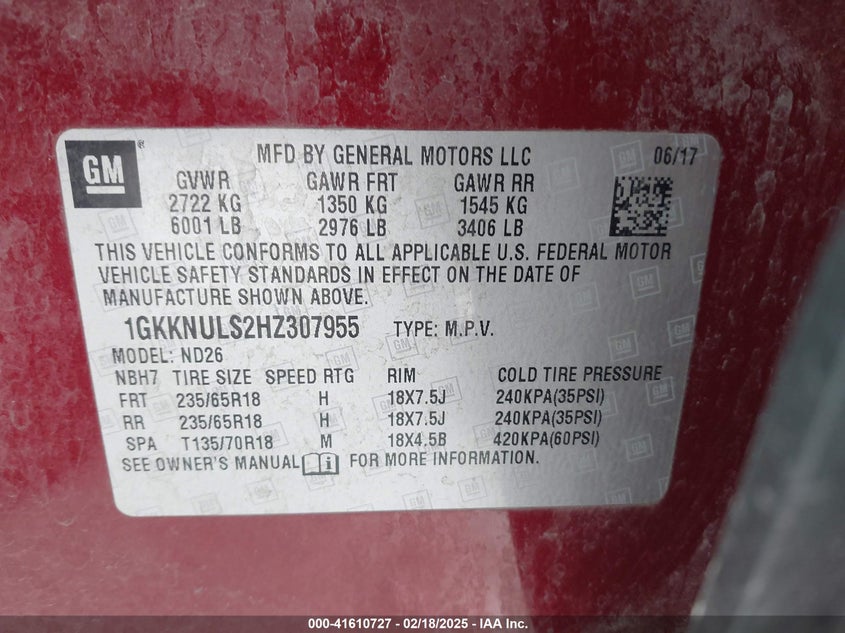 GM ® MFD BY GENERAL MOTORS LLC 06/17
GVWR GAWR FRT GAWR RR
2722 KG 1350 KG 1545 KG
6001 LB 2976 LB 3406 LB
THIS VEHICLE CONFORMS TO ALL APPLICABLE U.S. FEDERAL MOTOR
VEHICLE SAFETY STANDARDS IN EFFECT ON THE DATE OF
MANUFACTURE SHOWN ABOVE.
1GKKNULS2HZ307955 TYPE: M.P.V.
MODEL: ND26
NBH7 TIRE SIZE SPEED RTG RIM COLD TIRE PRESSURE
FRT 235/65R18 H 18X7.5J 240KPA(35PSI)
RR 235/65R18 H 18X7.5J 240KPA(35PSI)
SPA T135/70R18 M 18X4.5B 420KPA(60PSI)
SEE OWNER'S MANUAL i FOR MORE INFORMATION.
000-41610727 - 02/18/2025 - IAA Inc.